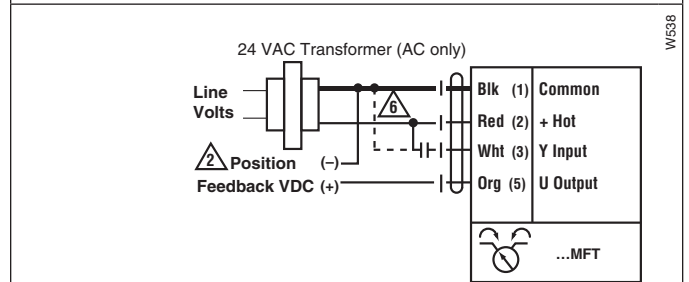 W538
24 VAC Transformer (AC only)
Line
Volts
6
2 Position (–)
Feedback VDC (+)
Blk (1) Common
Red (2) + Hot
Wht (3) Y Input
Org (5) U Output
...MFT